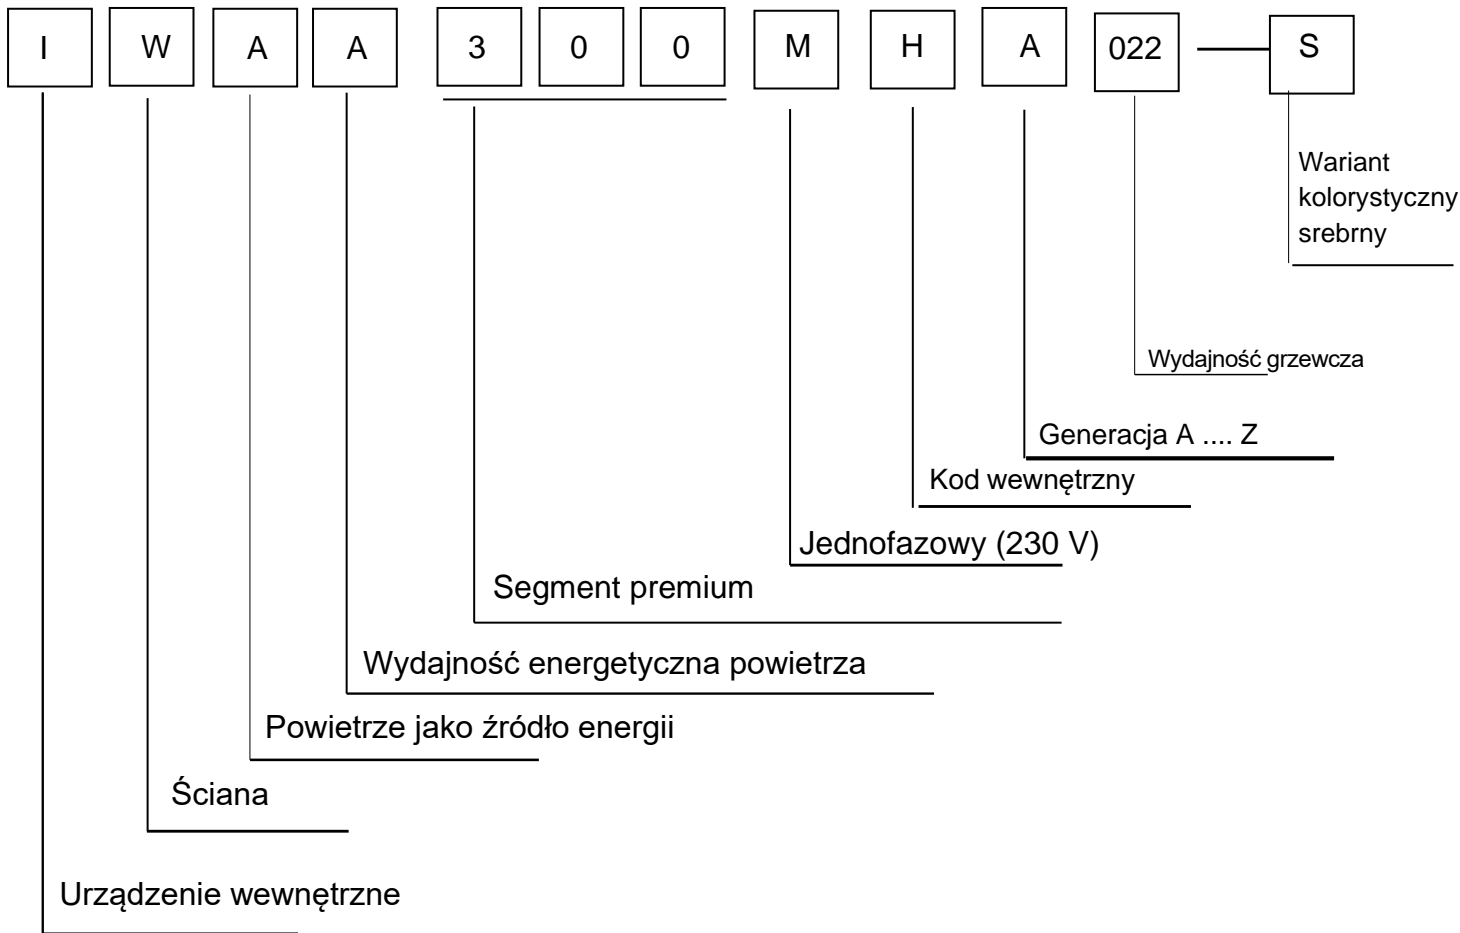 I W A A 3 0 0 M H A 022 S
Wariant
kolorystyczny
srebrny
Wydajność grzewcza
Generacja A .... Z
Kod wewnętrzny
Jednofazowy (230 V)
Segment premium
Wydajność energetyczna powietrza
Powietrze jako źródło energii
Ściana
Urządzenie wewnętrzne